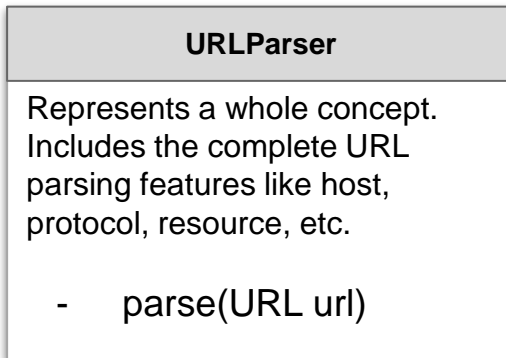 URLParser
Represents a whole concept.
Includes the complete URL
parsing features like host,
protocol, resource, etc.
- parse(URL url)